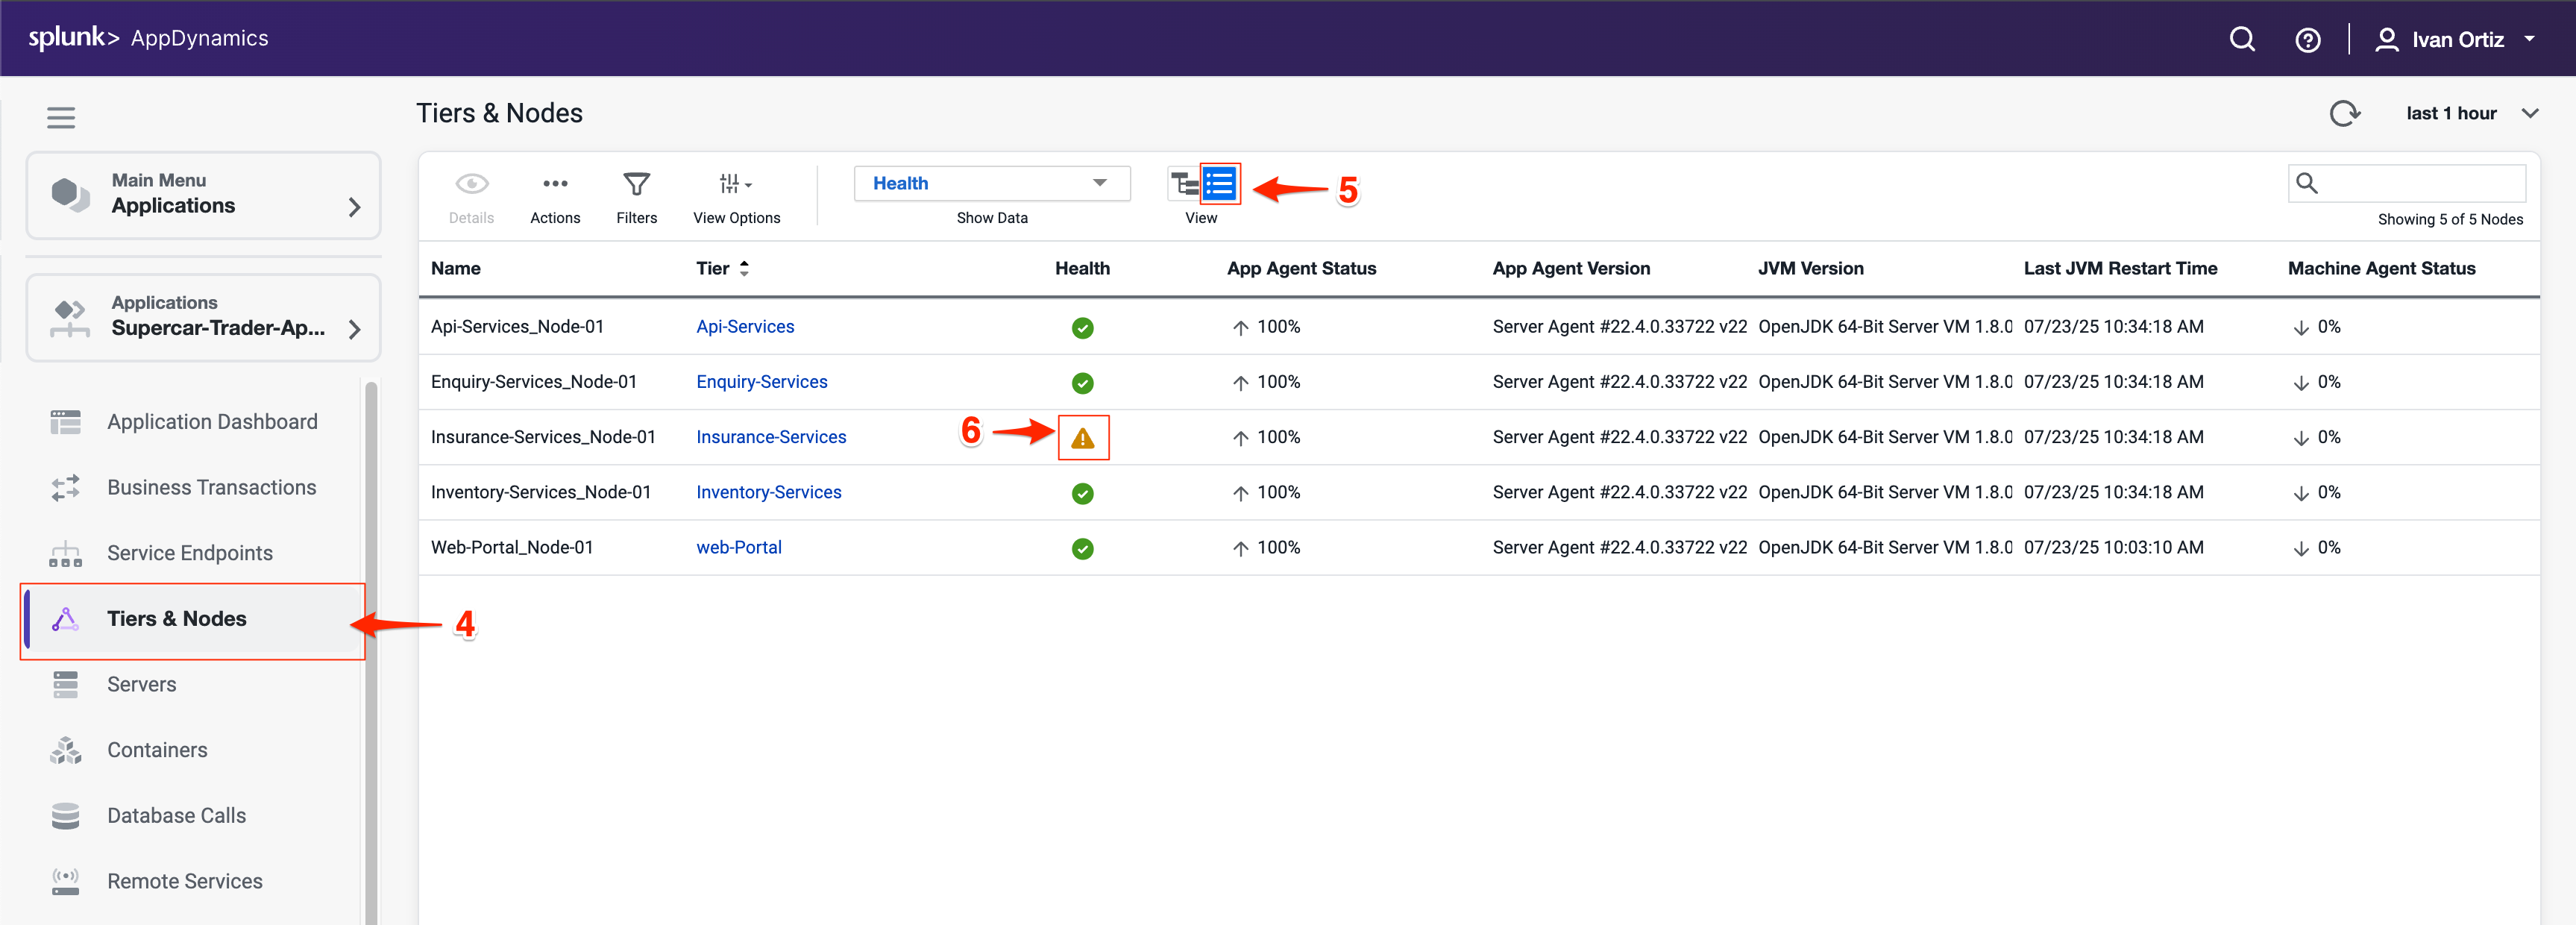 splunk> AppDynamics
Ivan Ortiz
Tiers & Nodes
last 1 hour
Main Menu
Applications
Applications
Supercar-Trader-Ap...
Application Dashboard
Business Transactions
Service Endpoints
Tiers & Nodes
4
Servers
Containers
Database Calls
Remote Services
Details
Actions
Filters
View Options
Health
Show Data
View
5
Showing 5 of 5 Nodes
Name Tier Health App Agent Status App Agent Version JVM Version Last JVM Restart Time Machine Agent Status
Api-Services_Node-01 Api-Services 100% Server Agent #22.4.0.33722 v22 OpenJDK 64-Bit Server VM 1.8.0 07/23/25 10:34:18 AM 0%
Enquiry-Services_Node-01 Enquiry-Services 100% Server Agent #22.4.0.33722 v22 OpenJDK 64-Bit Server VM 1.8.0 07/23/25 10:34:18 AM 0%
Insurance-Services_Node-01 Insurance-Services 6 100% Server Agent #22.4.0.33722 v22 OpenJDK 64-Bit Server VM 1.8.0 07/23/25 10:34:18 AM 0%
Inventory-Services_Node-01 Inventory-Services 100% Server Agent #22.4.0.33722 v22 OpenJDK 64-Bit Server VM 1.8.0 07/23/25 10:34:18 AM 0%
Web-Portal_Node-01 web-Portal 100% Server Agent #22.4.0.33722 v22 OpenJDK 64-Bit Server VM 1.8.0 07/23/25 10:03:10 AM 0%